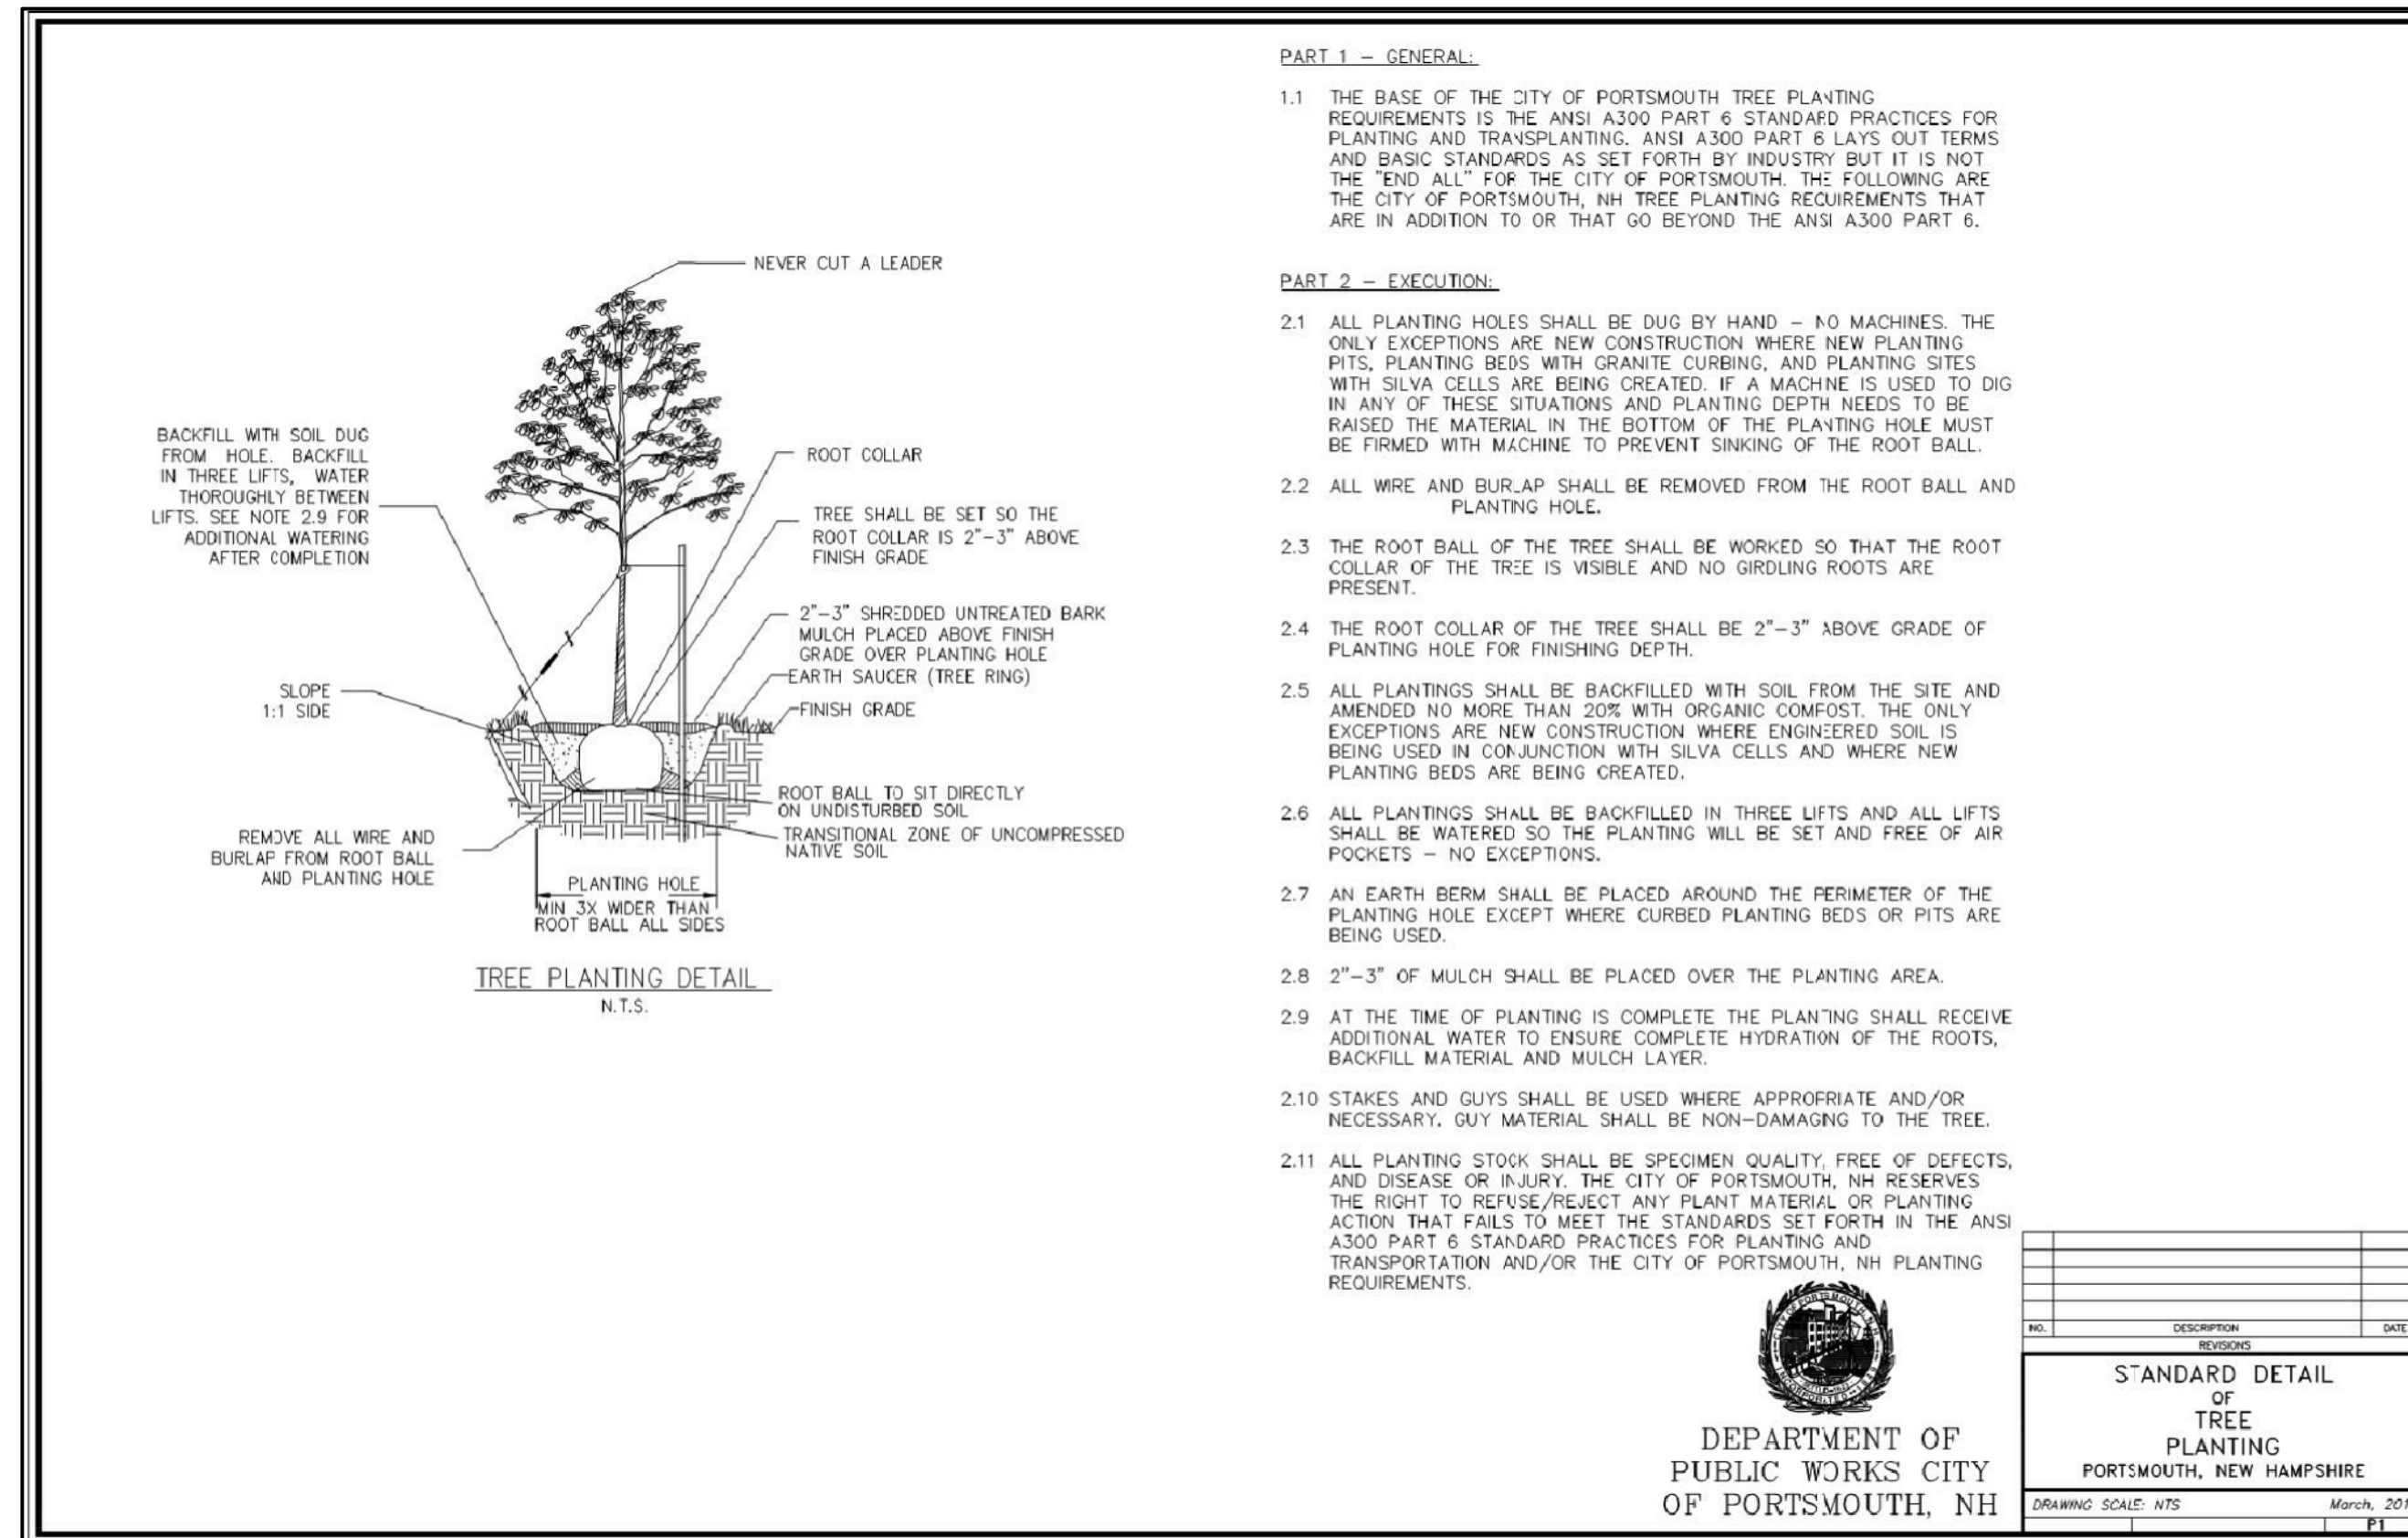 NEVER CUT A LEADER
BACKFILL WITH SOIL DUG
FROM HOLE. BACKFILL
IN THREE LIFTS, WATER
THOROUGHLY BETWEEN
LIFTS. SEE NOTE 2.9 FOR
ADDITIONAL WATERING
AFTER COMPLETION
ROOT COLLAR
TREE SHALL BE SET SO THE
ROOT COLLAR IS 2"-3" ABOVE
FINISH GRADE
2"-3" SHREDDED UNTREATED BARK
MULCH PLACED ABOVE FINISH
GRADE OVER PLANTING HOLE
EARTH SAUCER (TREE RING)
SLOPE
1:1 SIDE
FINISH GRADE
ROOT BALL TO SIT DIRECTLY
ON UNDISTURBED SOIL
TRANSITIONAL ZONE OF UNCOMPRESSED
NATIVE SOIL
REMOVE ALL WIRE AND
BURLAP FROM ROOT BALL
AND PLANTING HOLE
PLANTING HOLE
MIN 3X WIDER THAN
ROOT BALL ALL SIDES
TREE PLANTING DETAIL
N.T.S.
PART 1 – GENERAL:
1.1 THE BASE OF THE CITY OF PORTSMOUTH TREE PLANTING
REQUIREMENTS IS THE ANSI A300 PART 6 STANDARD PRACTICES FOR
PLANTING AND TRANSPLANTING. ANSI A300 PART 6 LAYS OUT TERMS
AND BASIC STANDARDS AS SET FORTH BY INDUSTRY BUT IT IS NOT
THE "END ALL" FOR THE CITY OF PORTSMOUTH. THE FOLLOWING ARE
THE CITY OF PORTSMOUTH, NH TREE PLANTING REQUIREMENTS THAT
ARE IN ADDITION TO OR THAT GO BEYOND THE ANSI A300 PART 6.
PART 2 – EXECUTION:
2.1 ALL PLANTING HOLES SHALL BE DUG BY HAND – NO MACHINES. THE
ONLY EXCEPTIONS ARE NEW CONSTRUCTION WHERE NEW PLANTING
PITS, PLANTING BEDS WITH GRANITE CURBING, AND PLANTING SITES
WITH SILVA CELLS ARE BEING CREATED. IF A MACHINE IS USED TO DIG
IN ANY OF THESE SITUATIONS AND PLANTING DEPTH NEEDS TO BE
RAISED THE MATERIAL IN THE BOTTOM OF THE PLANTING HOLE MUST
BE FIRMED WITH MACHINE TO PREVENT SINKING OF THE ROOT BALL.
2.2 ALL WIRE AND BURLAP SHALL BE REMOVED FROM THE ROOT BALL AND
PLANTING HOLE.
2.3 THE ROOT BALL OF THE TREE SHALL BE WORKED SO THAT THE ROOT
COLLAR OF THE TREE IS VISIBLE AND NO GIRDLING ROOTS ARE
PRESENT.
2.4 THE ROOT COLLAR OF THE TREE SHALL BE 2"–3" ABOVE GRADE OF
PLANTING HOLE FOR FINISHING DEPTH.
2.5 ALL PLANTINGS SHALL BE BACKFILLED WITH SOIL FROM THE SITE AND
AMENDED NO MORE THAN 20% WITH ORGANIC COMPOST. THE ONLY
EXCEPTIONS ARE NEW CONSTRUCTION WHERE ENGINEERED SOIL IS
BEING USED IN CONJUNCTION WITH SILVA CELLS AND WHERE NEW
PLANTING BEDS ARE BEING CREATED.
2.6 ALL PLANTINGS SHALL BE BACKFILLED IN THREE LIFTS AND ALL LIFTS
SHALL BE WATERED SO THE PLANTING WILL BE SET AND FREE OF AIR
POCKETS – NO EXCEPTIONS.
2.7 AN EARTH BERM SHALL BE PLACED AROUND THE PERIMETER OF THE
PLANTING HOLE EXCEPT WHERE CURBED PLANTING BEDS OR PITS ARE
BEING USED.
2.8 2"–3" OF MULCH SHALL BE PLACED OVER THE PLANTING AREA.
2.9 AT THE TIME OF PLANTING IS COMPLETE THE PLANTING SHALL RECEIVE
ADDITIONAL WATER TO ENSURE COMPLETE HYDRATION OF THE ROOTS,
BACKFILL MATERIAL AND MULCH LAYER.
2.10 STAKES AND GUYS SHALL BE USED WHERE APPROPRIATE AND/OR
NECESSARY. GUY MATERIAL SHALL BE NON–DAMAGING TO THE TREE.
2.11 ALL PLANTING STOCK SHALL BE SPECIMEN QUALITY, FREE OF DEFECTS,
AND DISEASE OR INJURY. THE CITY OF PORTSMOUTH, NH RESERVES
THE RIGHT TO REFUSE/REJECT ANY PLANT MATERIAL OR PLANTING
ACTION THAT FAILS TO MEET THE STANDARDS SET FORTH IN THE ANSI
A300 PART 6 STANDARD PRACTICES FOR PLANTING AND
TRANSPORTATION AND/OR THE CITY OF PORTSMOUTH, NH PLANTING
REQUIREMENTS.
CITY OF PORTSMOUTH, N.H.
INCORPORATED
DEPARTMENT OF
PUBLIC WORKS CITY
OF PORTSMOUTH, NH
NO. DESCRIPTION DATE
REVISIONS
STANDARD DETAIL
OF
TREE
PLANTING
PORTSMOUTH, NEW HAMPSHIRE
DRAWING SCALE: NTS March, 201
P1